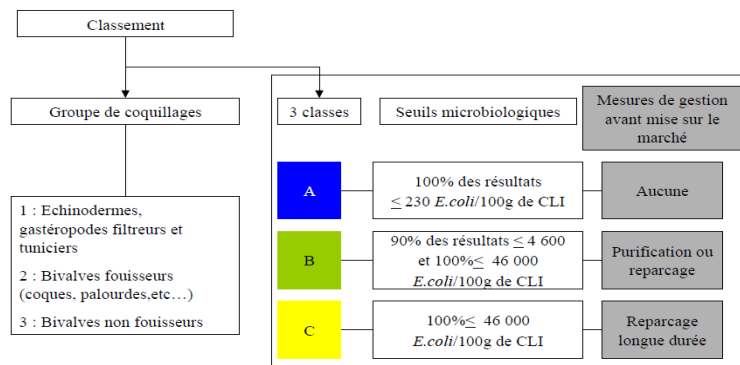 Classement
Groupe de coquillages
3 classes
Seuils microbiologiques
Mesures de gestion
avant mise sur le
marché
1 : Echinodermes,
gastéropodes filtreurs et
tuniciers
2 : Bivalves fouisseurs
(coques, palourdes,etc…)
3 : Bivalves non fouisseurs
A
100% des résultats
≤ 230 E.coli/100g de CLI
Aucune
B
90% des résultats ≤ 4 600
et 100%≤ 46 000
E.coli/100g de CLI
Purification ou
reparcage
C
100%≤ 46 000
E.coli/100g de CLI
Reparcage
longue durée